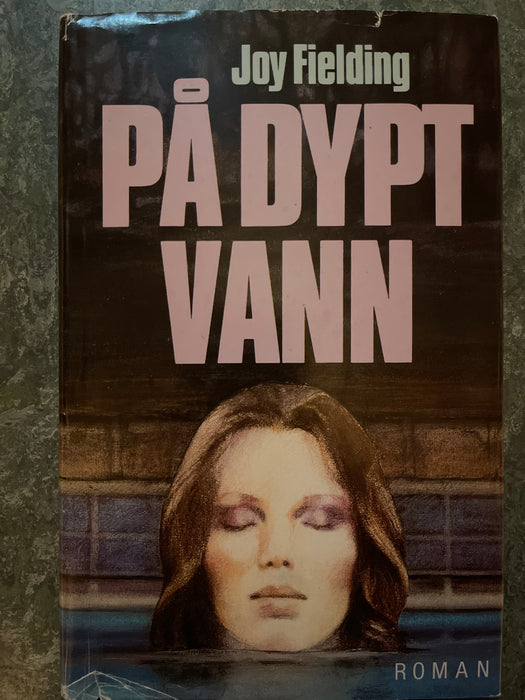 Joy Fielding
PÅ DYPT
VANN
ROMAN